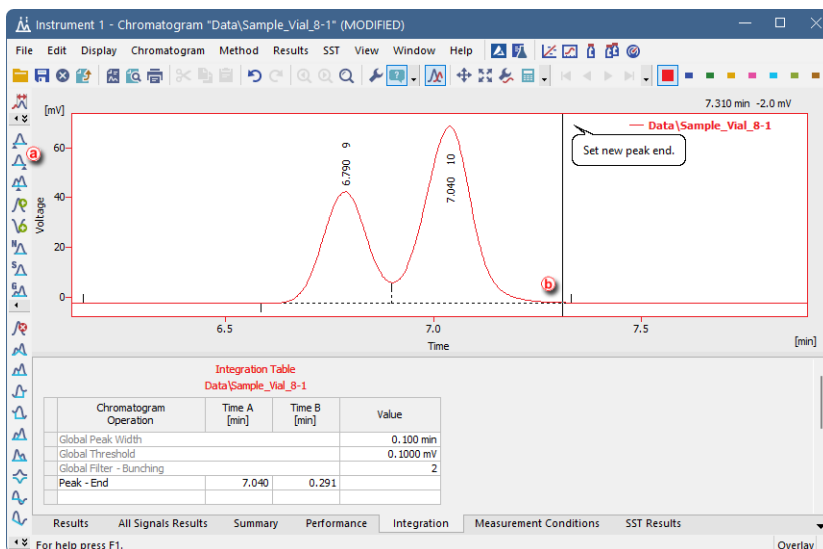 Instrument 1 - Chromatogram "Data\Sample_Vial_8-1" (MODIFIED)
File Edit Display Chromatogram Method Results SST View Window Help
7.310 min -2.0 mV
[mV]
Data\Sample_Vial_8-1
Set new peak end.
a
60
40
20
0
Voltage
6.790 9
7.040 10
b
6.5 7.0 7.5
Time
[min]
Integration Table
Data\Sample_Vial_8-1
Chromatogram Operation Time A [min] Time B [min] Value
Global Peak Width 0.100 min
Global Threshold 0.1000 mV
Global Filter - Bunching 2
Peak - End 7.040 0.291
Results All Signals Results Summary Performance Integration Measurement Conditions SST Results
For help press F1. Overlay